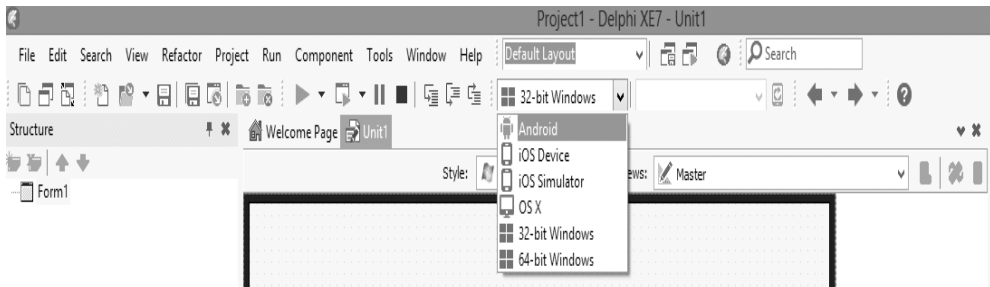 Project1 - Delphi XE7 - Unit1
File Edit Search View Refactor Project Run Component Tools Window Help Default Layout Search
32-bit Windows
Structure Welcome Page Unit1
Android
iOS Device
Style: Master
iOS Simulator
Form1
OS X
32-bit Windows
64-bit Windows